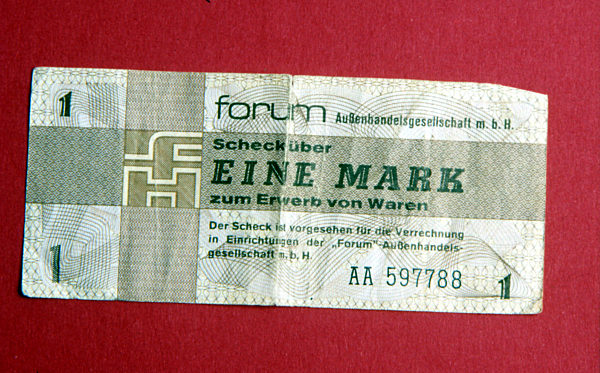 1
forum Außenhandelsgesellschaft m. b. H.
Scheck über
EINE MARK
zum Erwerb von Waren
Der Scheck ist vorgesehen für die Verrechnung
in Einrichtungen der „Forum"-Außenhandels-
gesellschaft m. b. H.
1
AA 597788
1